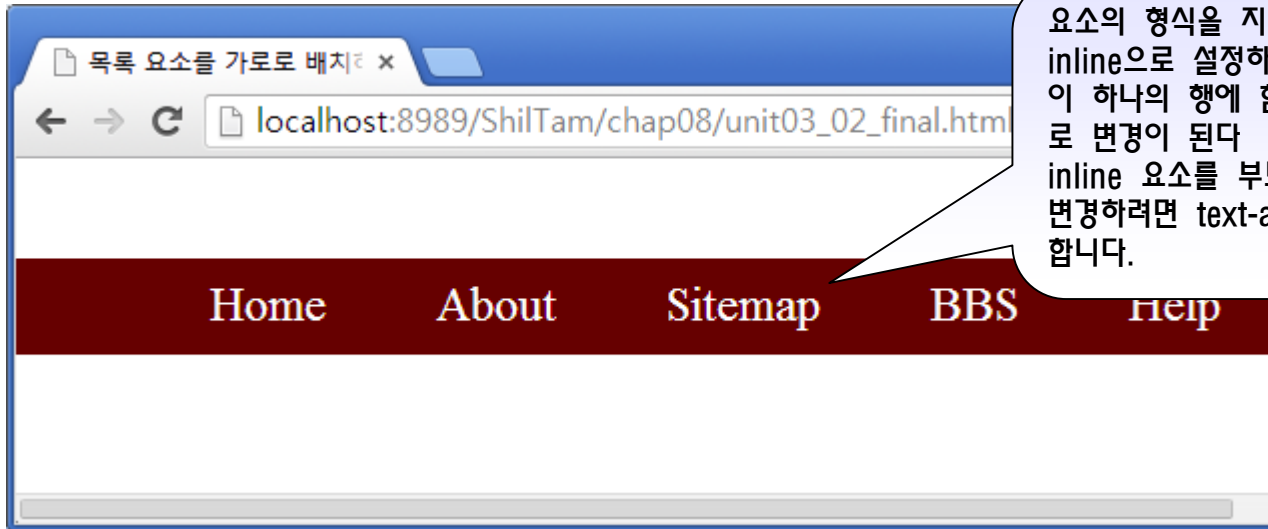 목록 요소를 가로로 배치
localhost:8989/ShilTam/chap08/unit03_02_final.html
요소의 형식을 지
inline으로 설정하
이 하나의 행에
로 변경이 된다
inline 요소를
변경하려면
합니다.
Home About Sitemap BBS Help